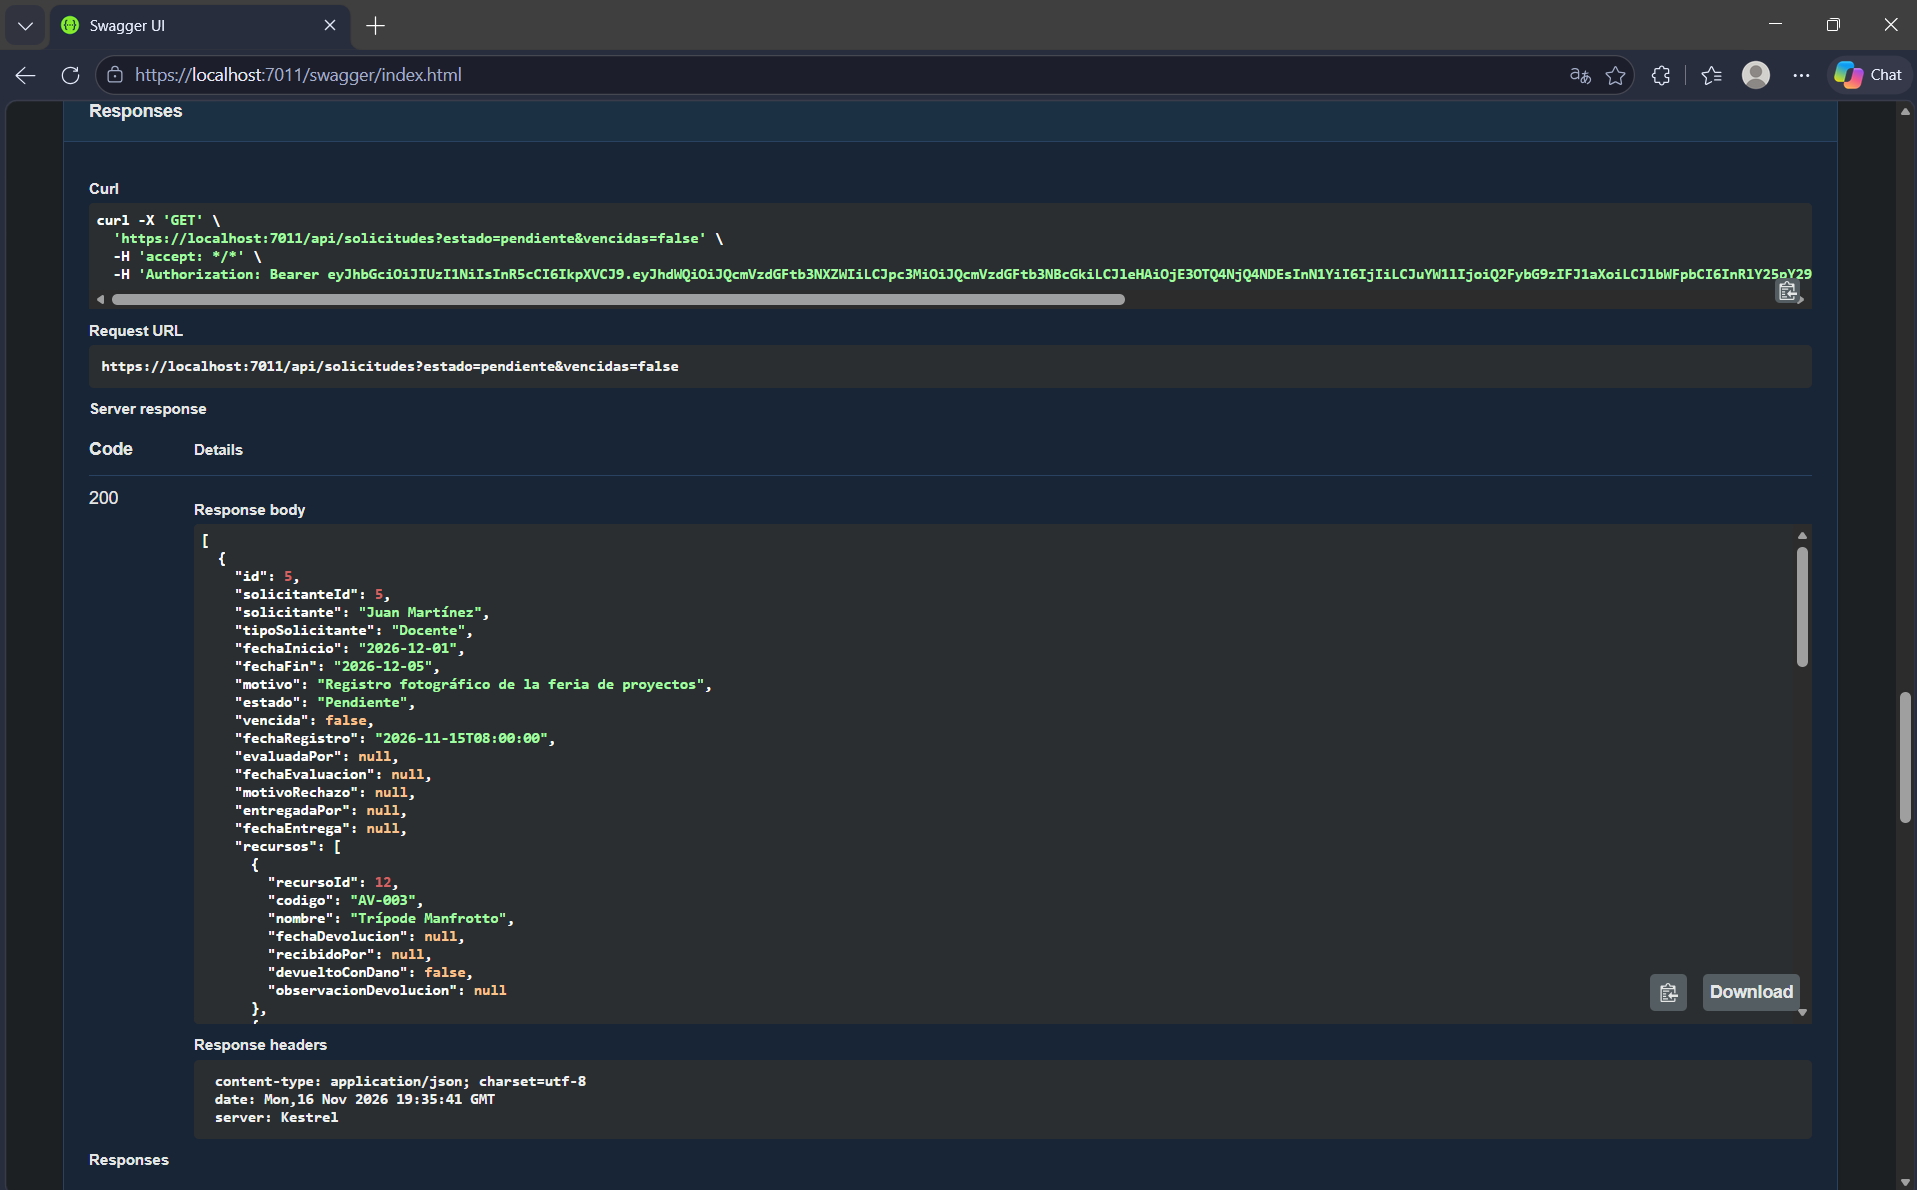 Swagger UI
https://localhost:7011/swagger/index.html
Chat
Responses
Curl
curl -X 'GET' \
'https://localhost:7011/api/solicitudes?estado=pendiente&vencidas=false' \
-H 'accept: */*' \
-H 'Authorization: Bearer eyJhbGciOiJIUzI1NiIsInR5cCI6IkpXVCJ9.eyJhdWQiOiJQcmVzdGFtb3NXZWIiLCJpc3MiOiJQcmVzdGFtb3NBcGkiLCJleHAiOjE3OTQ4NjQ4NDEsInN1YiI6IjIiLCJuYW1lIjoiQ2FybG9zIFJ1aXoiLCJlbWFpbCI6InRlY25pY29
Request URL
https://localhost:7011/api/solicitudes?estado=pendiente&vencidas=false
Server response
Code Details
200
Response body
[
{
"id": 5,
"solicitanteId": 5,
"solicitante": "Juan Martínez",
"tipoSolicitante": "Docente",
"fechaInicio": "2026-12-01",
"fechaFin": "2026-12-05",
"motivo": "Registro fotográfico de la feria de proyectos",
"estado": "Pendiente",
"vencida": false,
"fechaRegistro": "2026-11-15T08:00:00",
"evaluadaPor": null,
"fechaEvaluacion": null,
"motivoRechazo": null,
"entregadaPor": null,
"fechaEntrega": null,
"recursos": [
{
"recursoId": 12,
"codigo": "AV-003",
"nombre": "Trípode Manfrotto",
"fechaDevolucion": null,
"recibidoPor": null,
"devueltoConDano": false,
"observacionDevolucion": null
},
Download
Response headers
content-type: application/json; charset=utf-8
date: Mon,16 Nov 2026 19:35:41 GMT
server: Kestrel
Responses